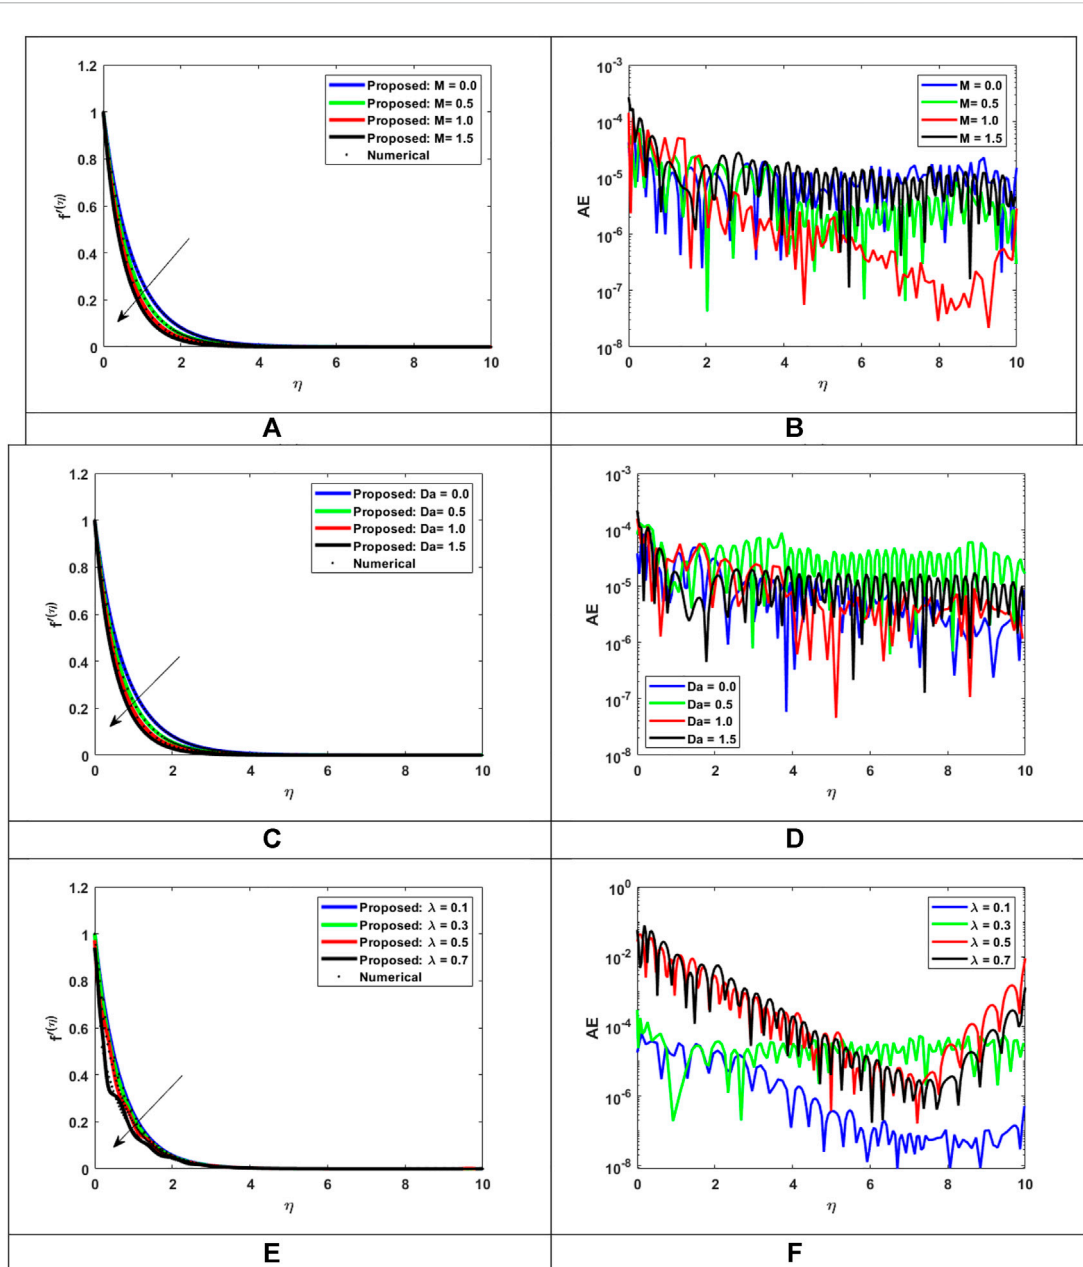 1.2
1
0.8
0.6
0.4
0.2
0
f'(η)
Proposed: M = 0.0
Proposed: M= 0.5
Proposed: M= 1.0
Proposed: M= 1.5
Numerical
0 2 4 6 8 10
η
10-3
10-4
10-5
10-6
10-7
10-8
AE
M = 0.0
M= 0.5
M= 1.0
M = 1.5
0 2 4 6 8 10
η
A B
1.2
1
0.8
0.6
0.4
0.2
0
f'(η)
Proposed: Da = 0.0
Proposed: Da= 0.5
Proposed: Da= 1.0
Proposed: Da= 1.5
Numerical
0 2 4 6 8 10
η
10-3
10-4
10-5
10-6
10-7
10-8
AE
Da = 0.0
Da= 0.5
Da= 1.0
Da = 1.5
0 2 4 6 8 10
η
C D
1.2
1
0.8
0.6
0.4
0.2
0
f'(η)
Proposed: λ = 0.1
Proposed: λ = 0.3
Proposed: λ = 0.5
Proposed: λ = 0.7
Numerical
0 2 4 6 8 10
η
100
10-2
10-4
10-6
10-8
AE
λ = 0.1
λ = 0.3
λ = 0.5
λ = 0.7
0 2 4 6 8 10
η
E F